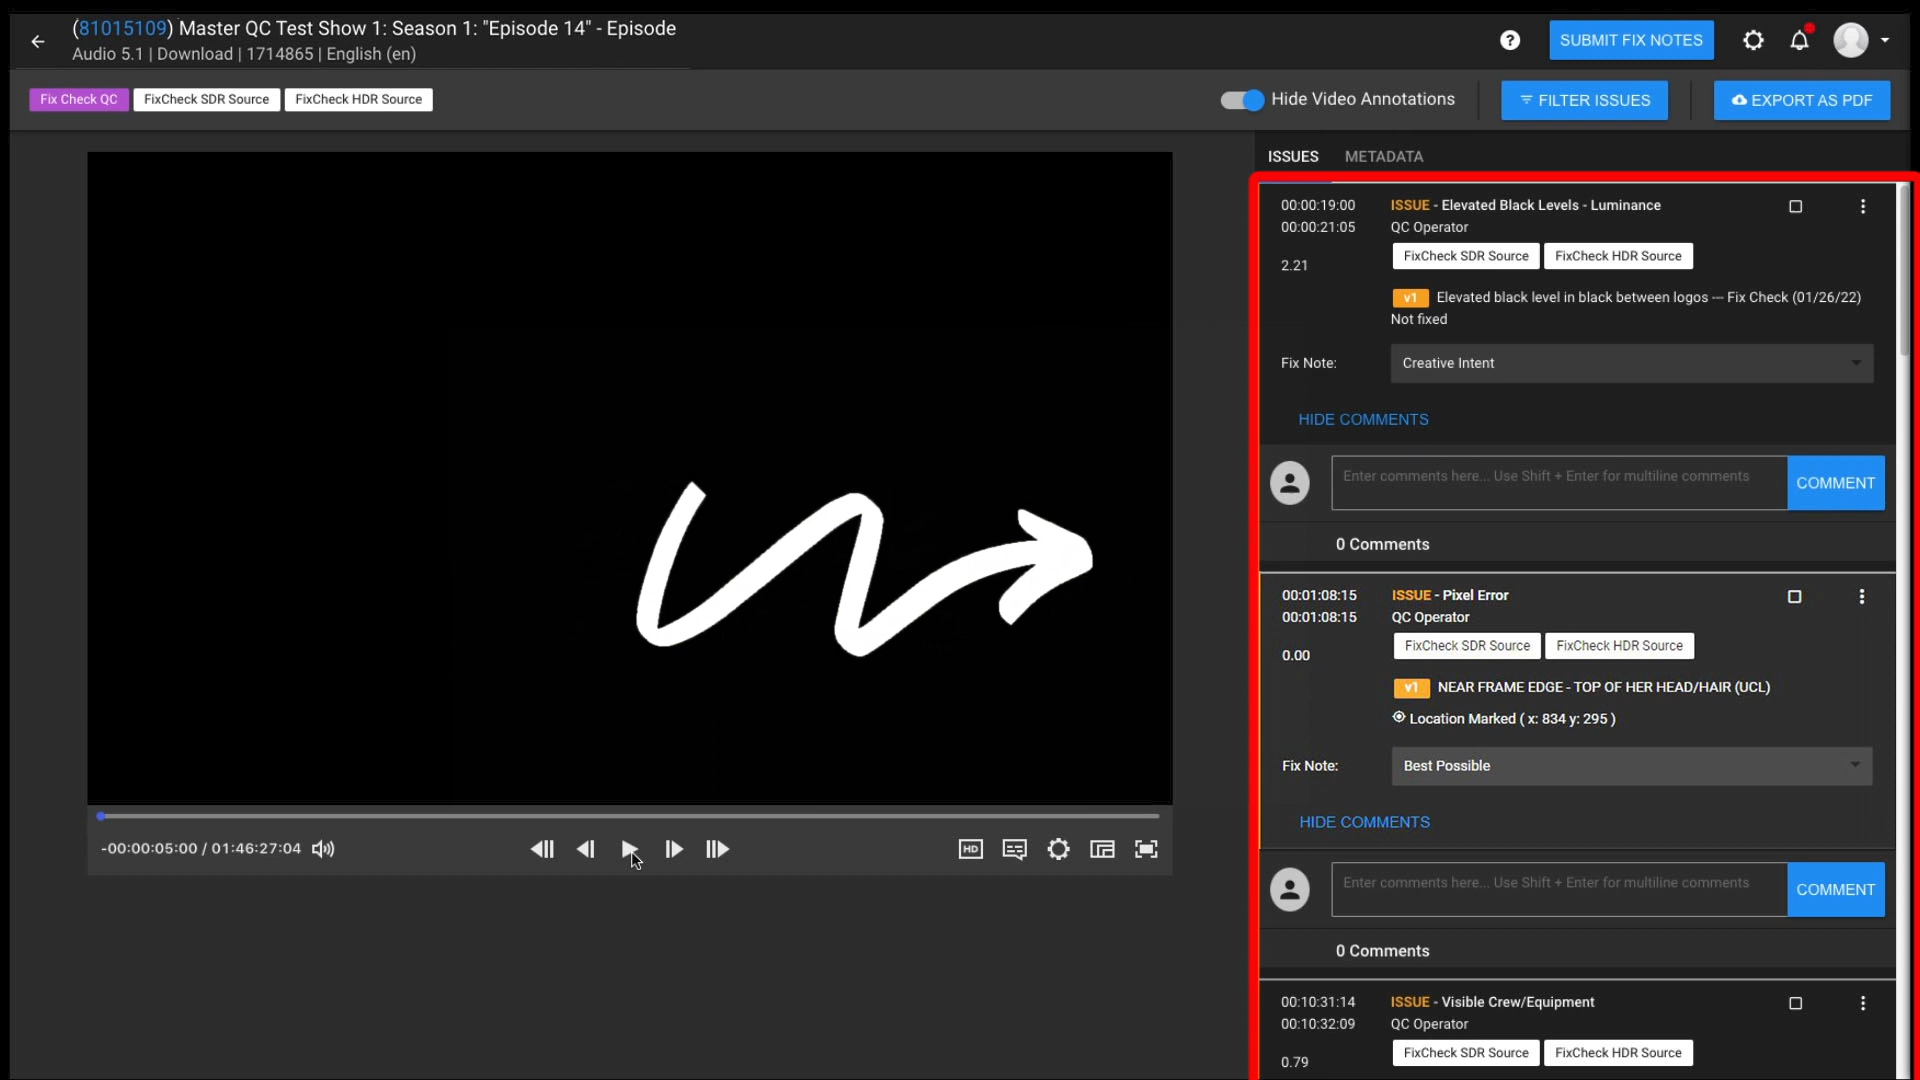 (81015109) Master QC Test Show 1: Season 1: "Episode 14" - Episode
Audio 5.1 | Download | 1714865 | English (en)
?
SUBMIT FIX NOTES
Fix Check QC
FixCheck SDR Source
FixCheck HDR Source
Hide Video Annotations
FILTER ISSUES
EXPORT AS PDF
ISSUES
METADATA
00:00:19:00
00:00:21:05
2.21
ISSUE - Elevated Black Levels - Luminance
QC Operator
FixCheck SDR Source
FixCheck HDR Source
v1 Elevated black level in black between logos --- Fix Check (01/26/22)
Not fixed
Fix Note:
Creative Intent
HIDE COMMENTS
Enter comments here... Use Shift + Enter for multiline comments
COMMENT
0 Comments
00:01:08:15
00:01:08:15
0.00
ISSUE - Pixel Error
QC Operator
FixCheck SDR Source
FixCheck HDR Source
v1 NEAR FRAME EDGE - TOP OF HER HEAD/HAIR (UCL)
Location Marked ( x: 834 y: 295 )
Fix Note:
Best Possible
HIDE COMMENTS
Enter comments here... Use Shift + Enter for multiline comments
COMMENT
0 Comments
00:10:31:14
00:10:32:09
0.79
ISSUE - Visible Crew/Equipment
QC Operator
FixCheck SDR Source
FixCheck HDR Source
-00:00:05:00 / 01:46:27:04
HD